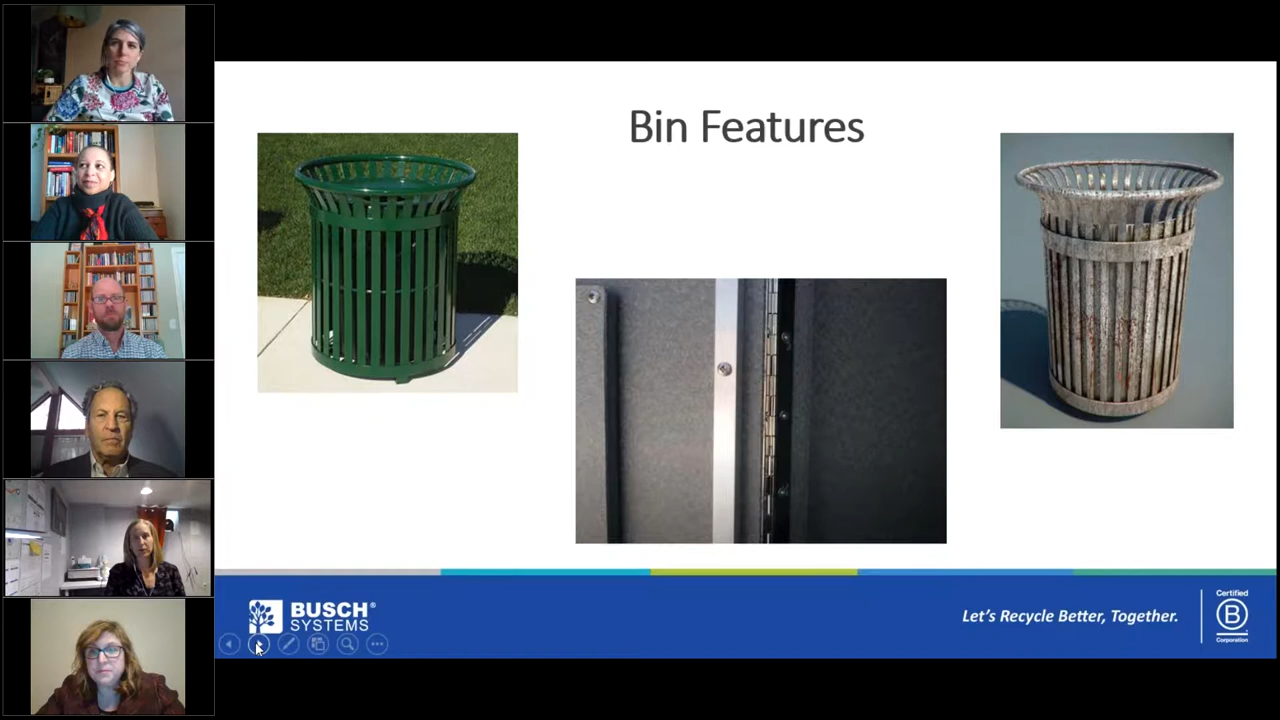 Bin Features
BUSCH®
SYSTEMS
Let's Recycle Better, Together.
Certified
B
Corporation